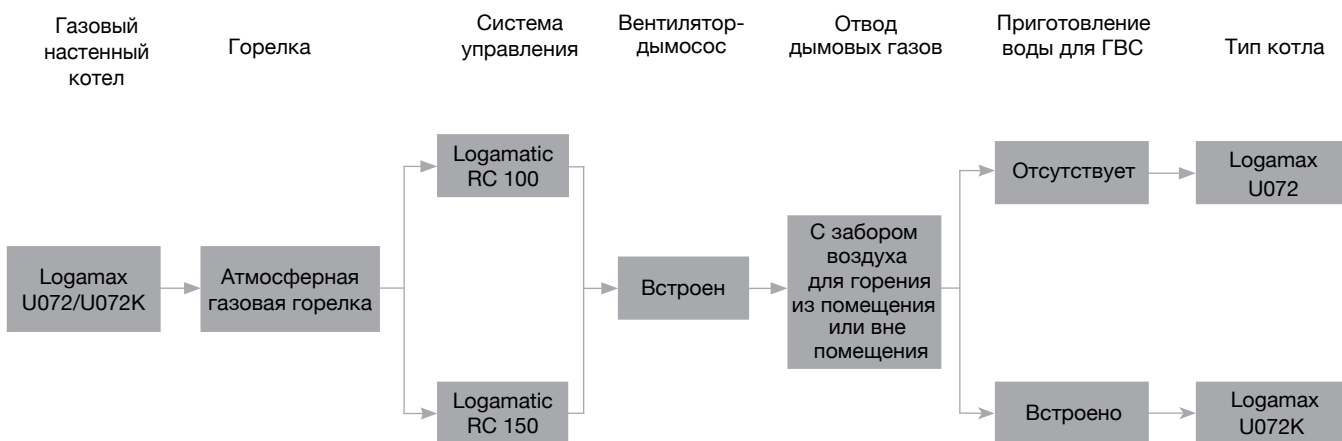 Газовый
настенный
котел
Горелка
Система
управления
Вентилятор-
дымосос
Отвод
дымовых газов
Приготовление
воды для ГВС
Тип котла
Logamax
U072/U072K
Атмосферная
газовая горелка
Logamatic
RC 100
Logamatic
RC 150
Встроен
С забором
воздуха
для горения
из помещения
или вне
помещения
Отсутствует
Logamax
U072
Встроено
Logamax
U072K